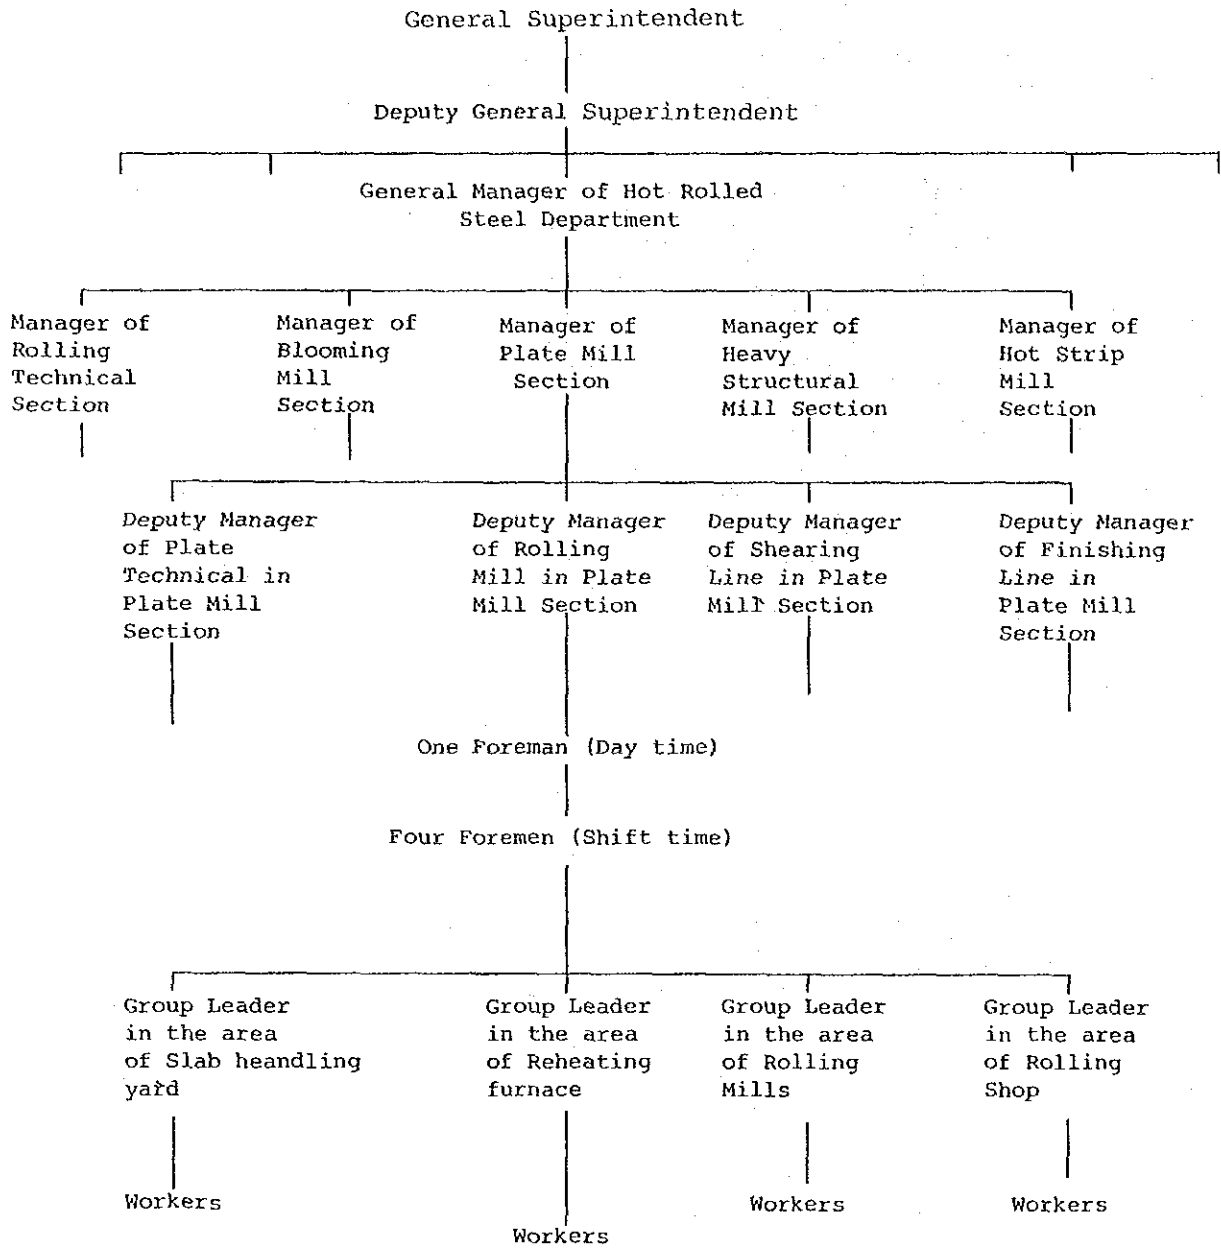 General Superintendent
Deputy General Superintendent
General Manager of Hot Rolled
Steel Department
Manager of
Rolling
Technical
Section
Manager of
Blooming
Mill
Section
Manager of
Plate Mill
Section
Manager of
Heavy
Structural
Mill Section
Manager of
Hot Strip
Mill
Section
Deputy Manager
of Plate
Technical in
Plate Mill
Section
Deputy Manager
of Rolling
Mill in Plate
Mill Section
Deputy Manager
of Shearing
Line in Plate
Mill Section
Deputy Manager
of Finishing
Line in
Plate Mill
Section
One Foreman (Day time)
Four Foremen (Shift time)
Group Leader
in the area
of Slab heandling
yard
Group Leader
in the area
of Reheating
furnace
Group Leader
in the area
of Rolling
Mills
Group Leader
in the area
of Rolling
Shop
Workers
Workers
Workers
Workers